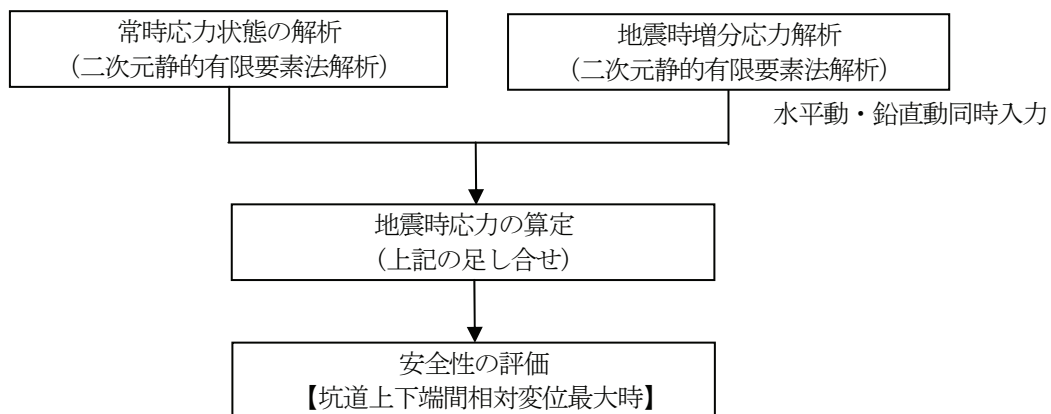 常時応力状態の解析
（二次元静的有限要素法解析）
地震時増分応力解析
（二次元静的有限要素法解析）
水平動・鉛直動同時入力
地震時応力の算定
（上記の足し合せ）
安全性の評価
【坑道上下端間相対変位最大時】